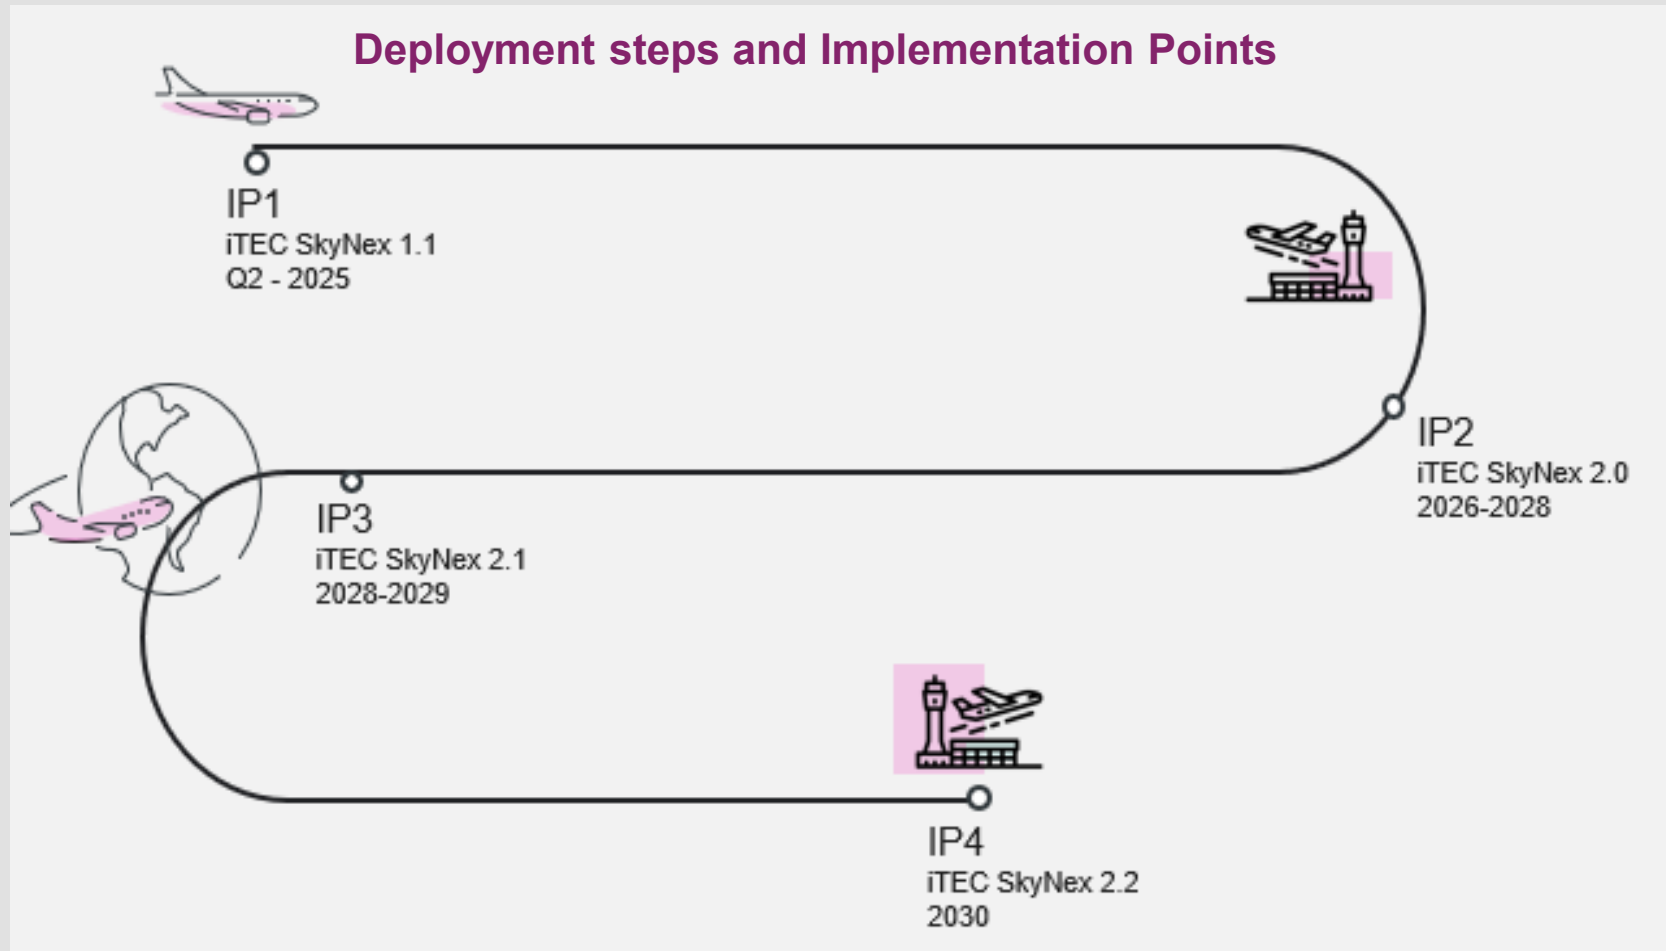 Deployment steps and Implementation Points
IP1
iTEC SkyNex 1.1
Q2 - 2025
IP2
iTEC SkyNex 2.0
2026-2028
IP3
iTEC SkyNex 2.1
2028-2029
IP4
iTEC SkyNex 2.2
2030